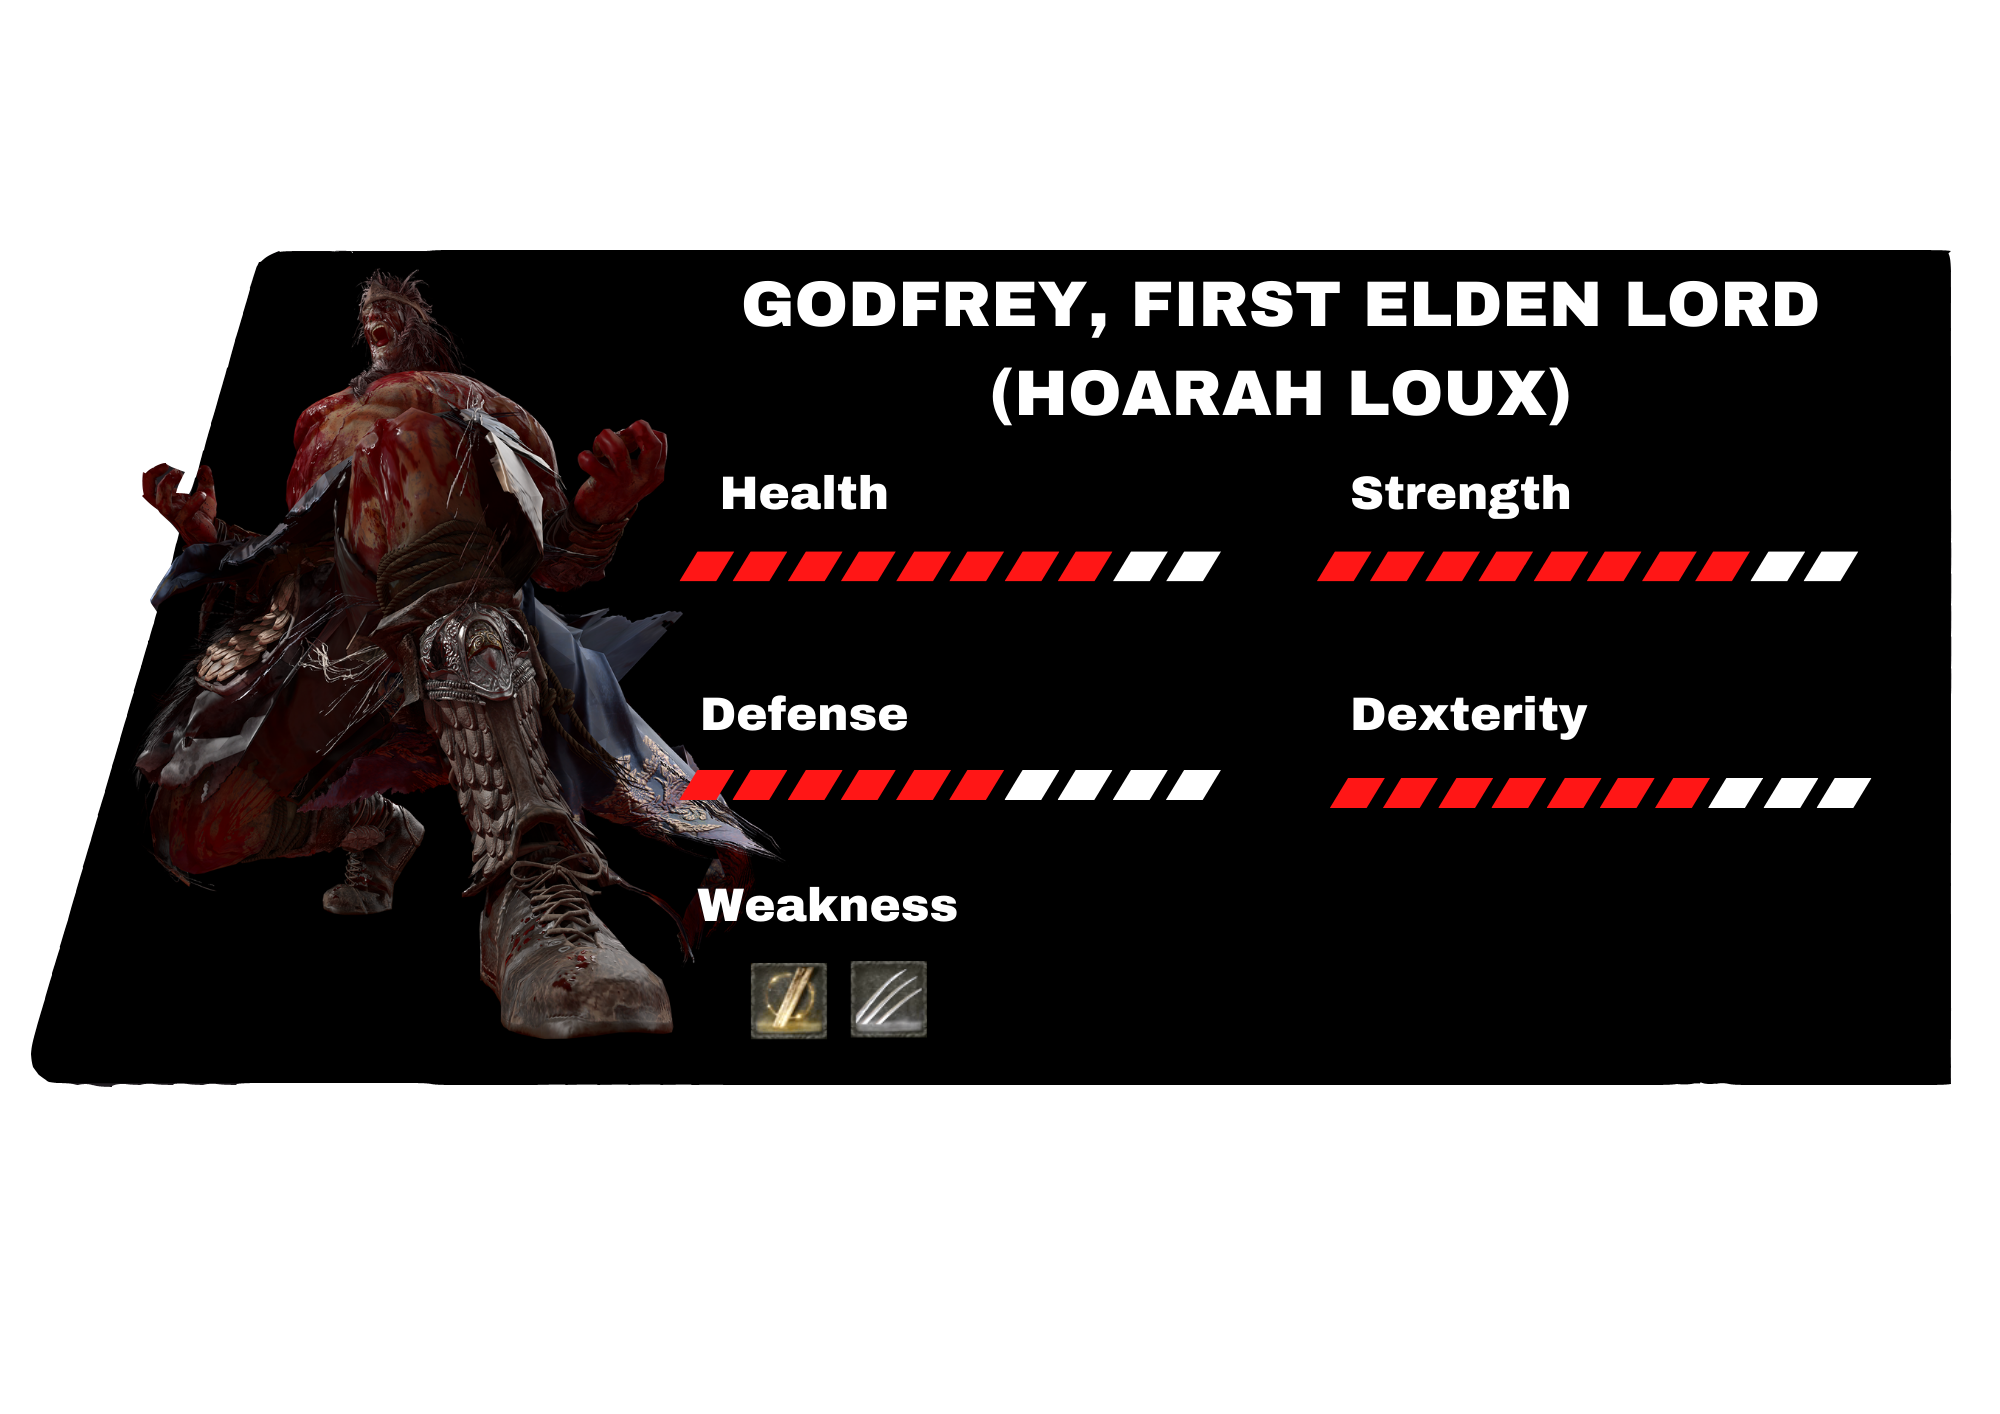 GODFREY, FIRST ELDEN LORD
(HOARAH LOUX)
Health
Strength
Defense
Dexterity
Weakness